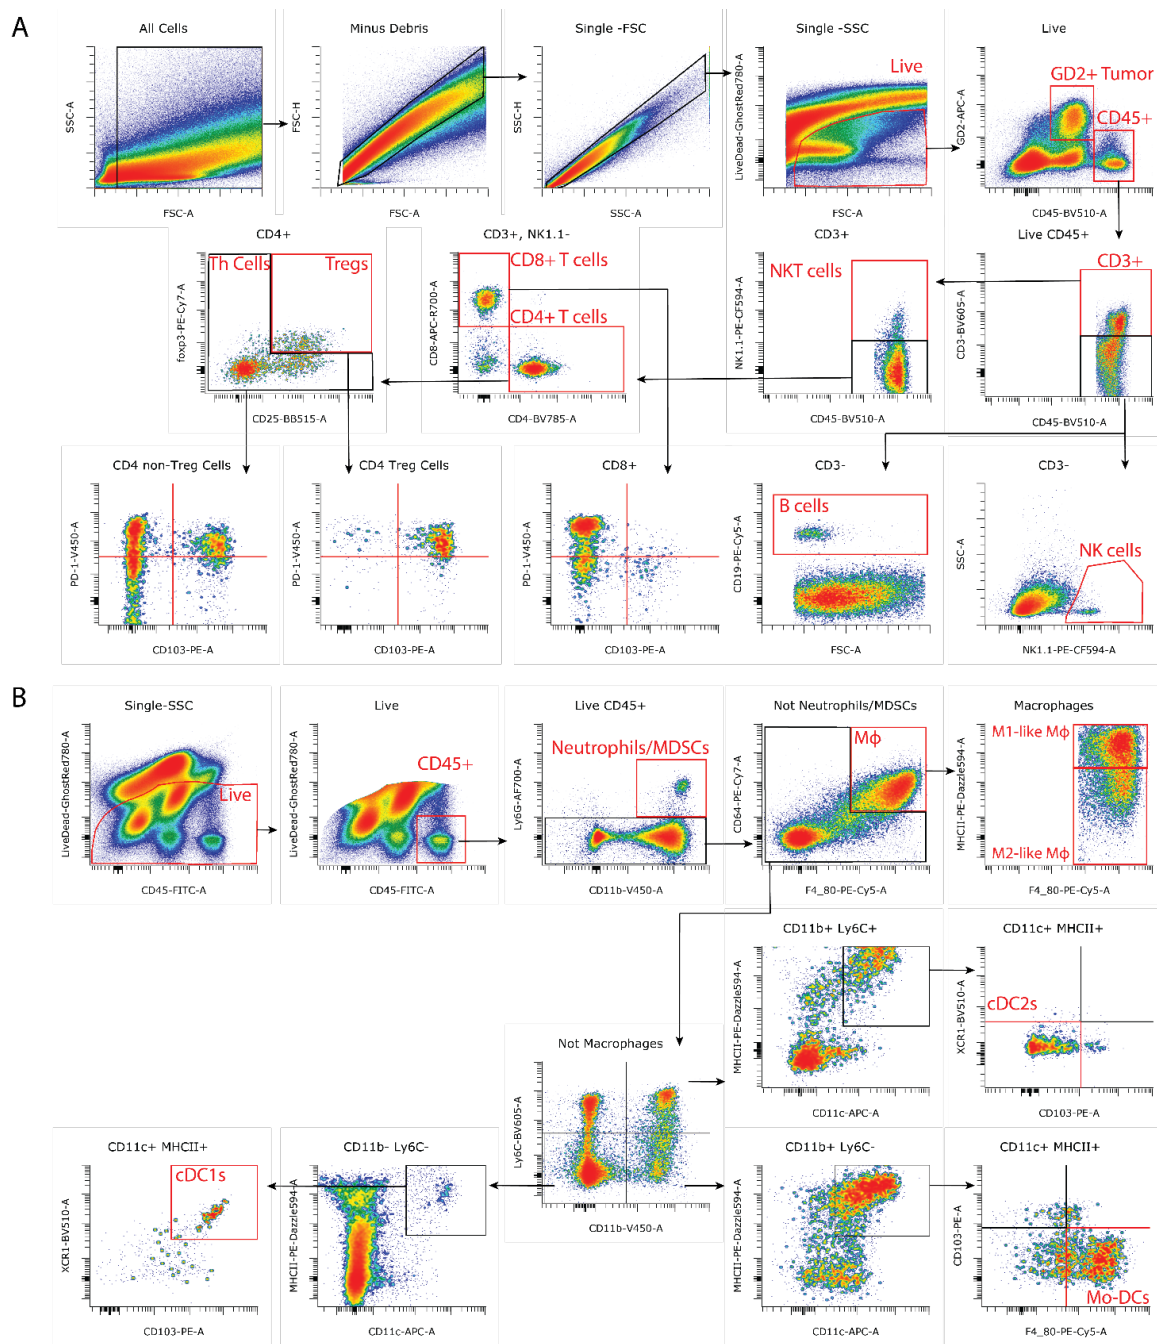 A
All Cells
Minus Debris
Single -FSC
Single -SSC
Live
SSC-A
FSC-A
FSC-H
FSC-A
SSC-H
SSC-A
LiveDead-GhostRed780-A
Live
FSC-A
GD2-APC-A
GD2+ Tumor
CD45+
CD45-BV510-A
CD4+
CD3+, NK1.1-
CD3+
Live CD45+
foxp3-PE-Cy7-A
Th Cells
Tregs
CD25-BB515-A
CD8-APC-R700-A
CD8+ T cells
CD4+ T cells
CD4-BV785-A
NKT cells
NK1.1-PE-CF594-A
CD45-BV510-A
CD3+
CD3-BV605-A
CD45-BV510-A
CD4 non-Treg Cells
CD4 Treg Cells
CD8+
CD3-
CD3-
PD-1-V450-A
CD103-PE-A
PD-1-V450-A
CD103-PE-A
PD-1-V450-A
CD103-PE-A
CD19-PE-Cy5-A
B cells
FSC-A
SSC-A
NK cells
NK1.1-PE-CF594-A
B
Single-SSC
Live
Live CD45+
Not Neutrophils/MDSCs
Macrophages
LiveDead-GhostRed780-A
Live
CD45-FITC-A
LiveDead-GhostRed780-A
CD45+
CD45-FITC-A
Ly6G-AF700-A
Neutrophils/MDSCs
CD11b-V450-A
CD64-PE-Cy7-A
Mϕ
F4_80-PE-Cy5-A
MHCII-PE-Dazzle594-A
M1-like Mϕ
M2-like Mϕ
F4_80-PE-Cy5-A
CD11b+ Ly6C+
CD11c+ MHCII+
MHCII-PE-Dazzle594-A
CD11c-APC-A
XCR1-BV510-A
cDC2s
CD103-PE-A
Not Macrophages
Ly6C-BV605-A
CD11b-V450-A
CD11c+ MHCII+
CD11b- Ly6C-
CD11b+ Ly6C-
CD11c+ MHCII+
XCR1-BV510-A
cDC1s
CD103-PE-A
MHCII-PE-Dazzle594-A
CD11c-APC-A
MHCII-PE-Dazzle594-A
CD11c-APC-A
CD103-PE-A
Mo-DCs
F4_80-PE-Cy5-A